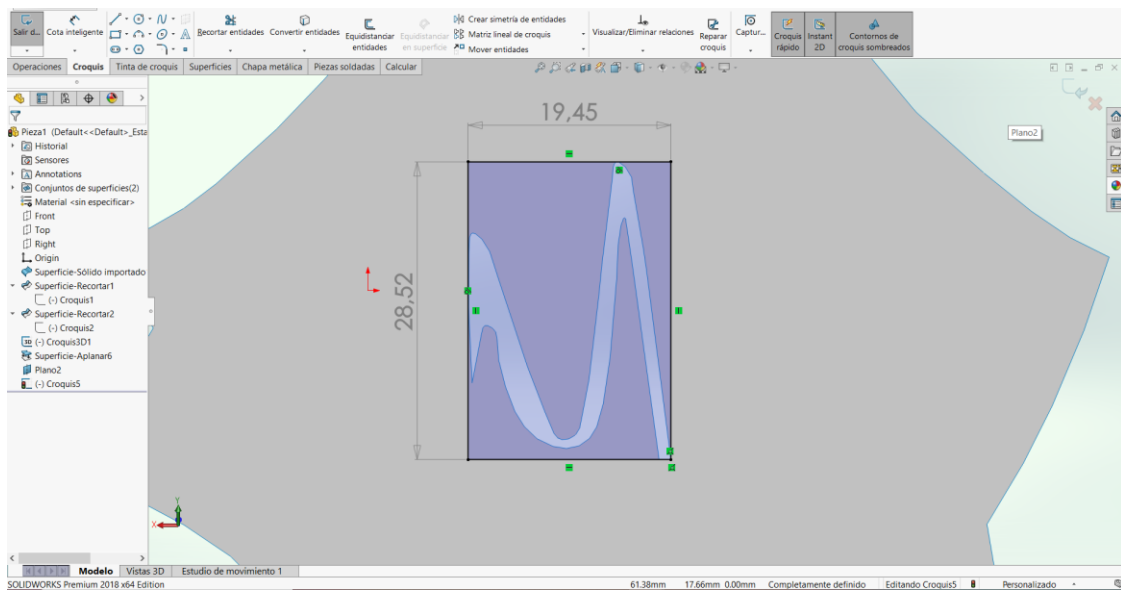 Salir d...
Cota inteligente
Recortar entidades
Convertir entidades
Equidistanciar
entidades
Equidistanciar
en superficie
Crear simetría de entidades
Matriz lineal de croquis
Mover entidades
Visualizar/Eliminar relaciones
Reparar
croquis
Captur...
Croquis
rápido
Instant
2D
Contornos de
croquis sombreados
Operaciones Croquis Tinta de croquis Superficies Chapa metálica Piezas soldadas Calcular
Pieza1 (Default<<Default>_Esta
Historial
Sensores
Annotations
Conjuntos de superficies(2)
Material <sin especificar>
Front
Top
Right
Origin
Superficie-Sólido importado
Superficie-Recortar1
(-) Croquis1
Superficie-Recortar2
(-) Croquis2
(-) Croquis3D1
Superficie-Aplanar6
Plano2
(-) Croquis5
19,45
28,52
Plano2
Y
X
Modelo Vistas 3D Estudio de movimiento 1
SOLIDWORKS Premium 2018 x64 Edition
61.38mm 17.66mm 0.00mm Completamente definido Editando Croquis5 Personalizado